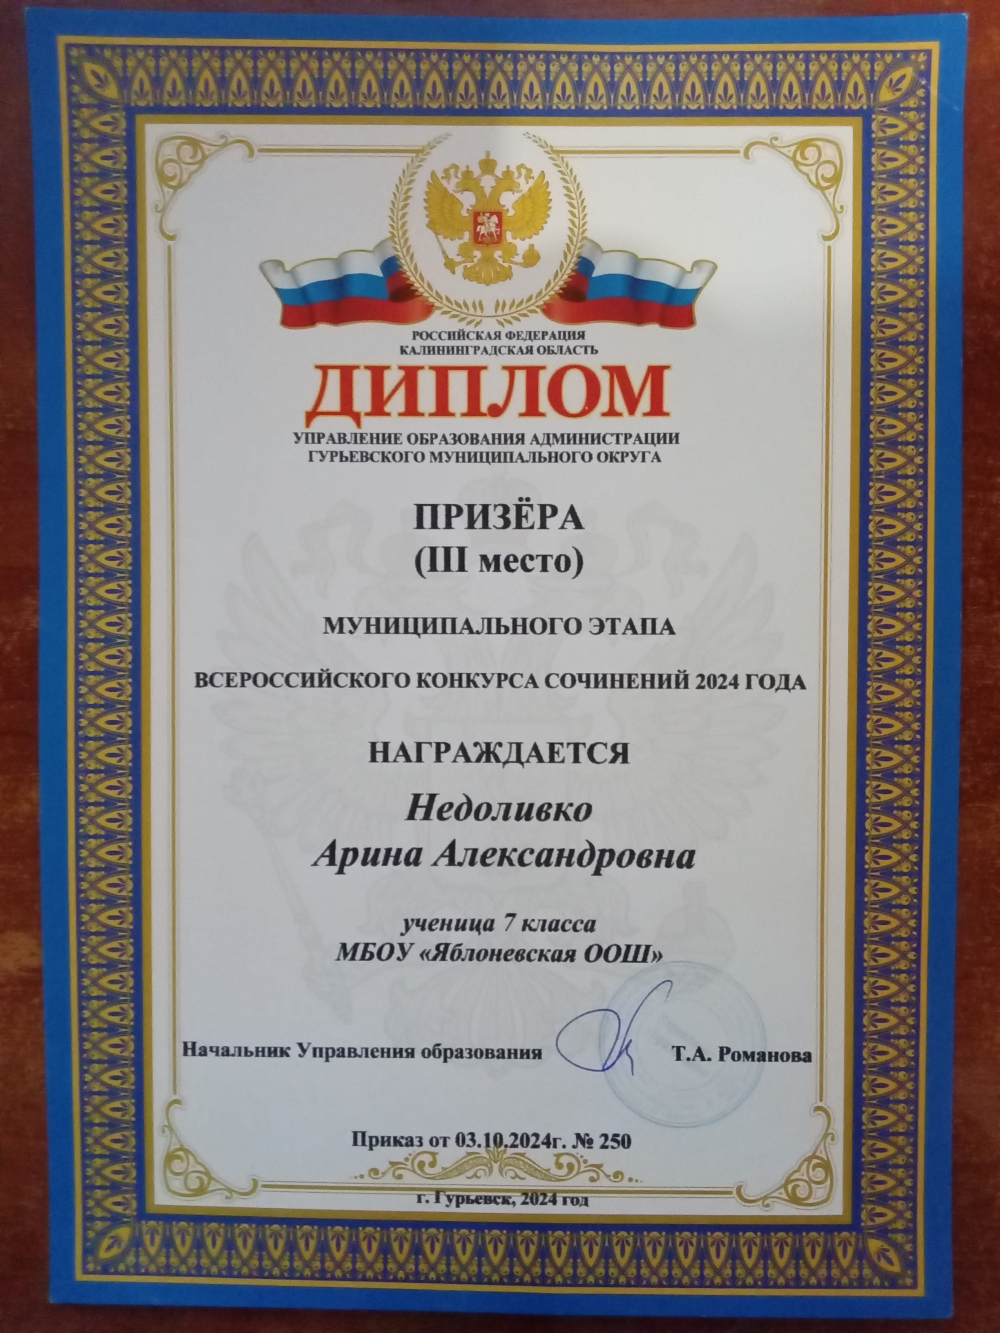 РОССИЙСКАЯ ФЕДЕРАЦИЯ
КАЛИНИНГРАДСКАЯ ОБЛАСТЬ
ДИПЛОМ
УПРАВЛЕНИЕ ОБРАЗОВАНИЯ АДМИНИСТРАЦИИ
ГУРЬЕВСКОГО МУНИЦИПАЛЬНОГО ОКРУГА
ПРИЗЁРА
(III место)
МУНИЦИПАЛЬНОГО ЭТАПА
ВСЕРОССИЙСКОГО КОНКУРСА СОЧИНЕНИЙ 2024 ГОДА
НАГРАЖДАЕТСЯ
Недоливко
Арина Александровна
ученица 7 класса
МБОУ «Яблоневская ООШ»
Начальник Управления образования Т.А. Романова
Приказ от 03.10.2024г. № 250
г. Гурьевск, 2024 год